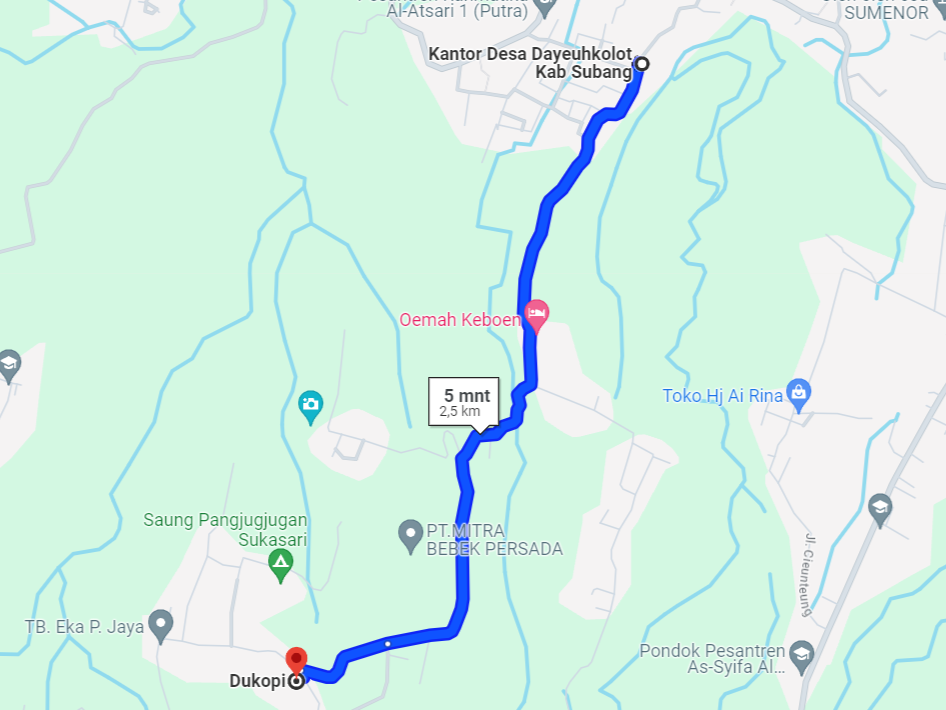 Al-Atsari 1 (Putra)
SUMENOR
Kantor Desa Dayeuhkolot
Kab Subang
Oemah Keboen
5 mnt
2,5 km
Toko Hj Ai Rina
Saung Pangjugjugan
Sukasari
PT.MITRA
BEBEK PERSADA
Jl. Cieunteung
TB. Eka P. Jaya
Pondok Pesantren
As-Syifa Al...
Dukopi